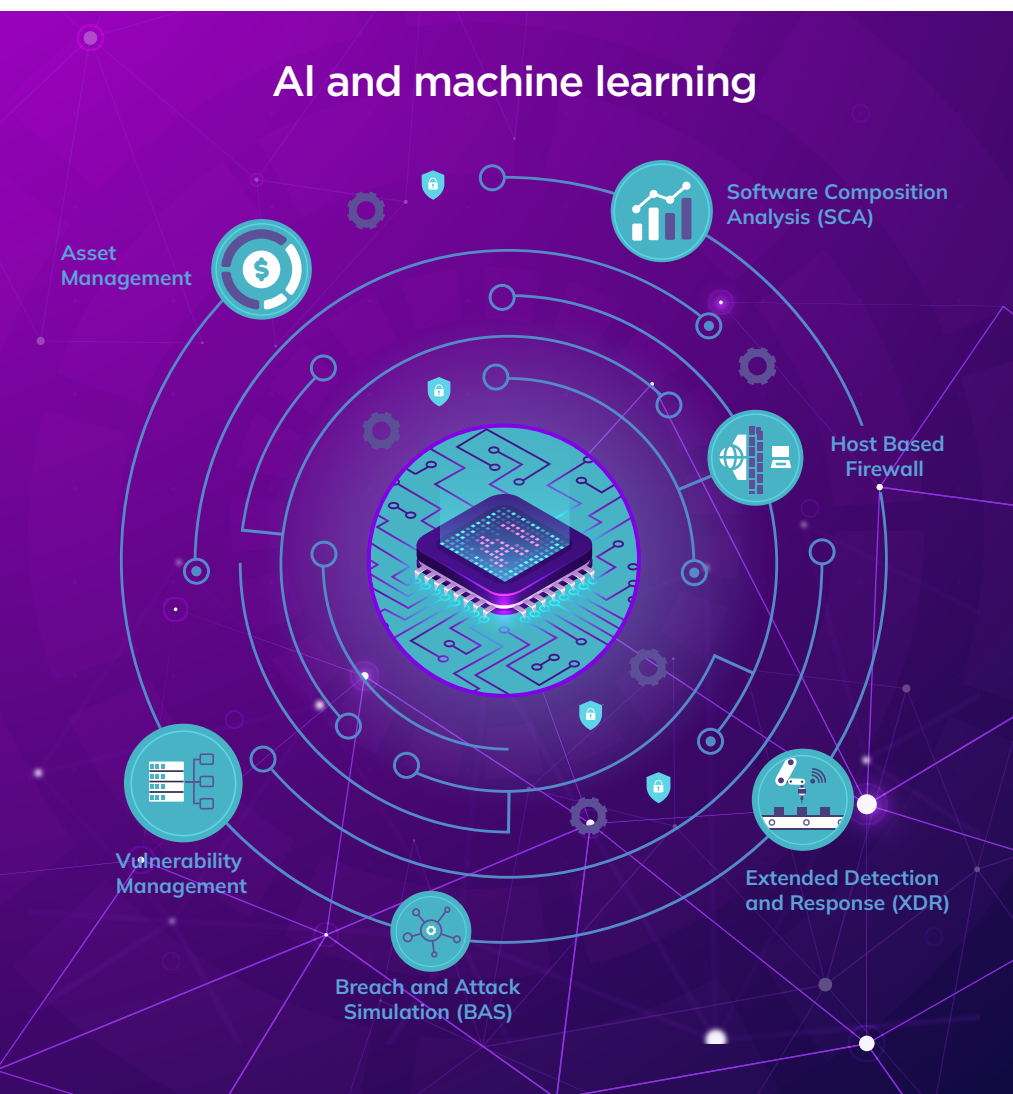 AI and machine learning
Software Composition
Analysis (SCA)
Asset
Management
$
Host Based
Firewall
Vulnerability
Management
Extended Detection
and Response (XDR)
Breach and Attack
Simulation (BAS)